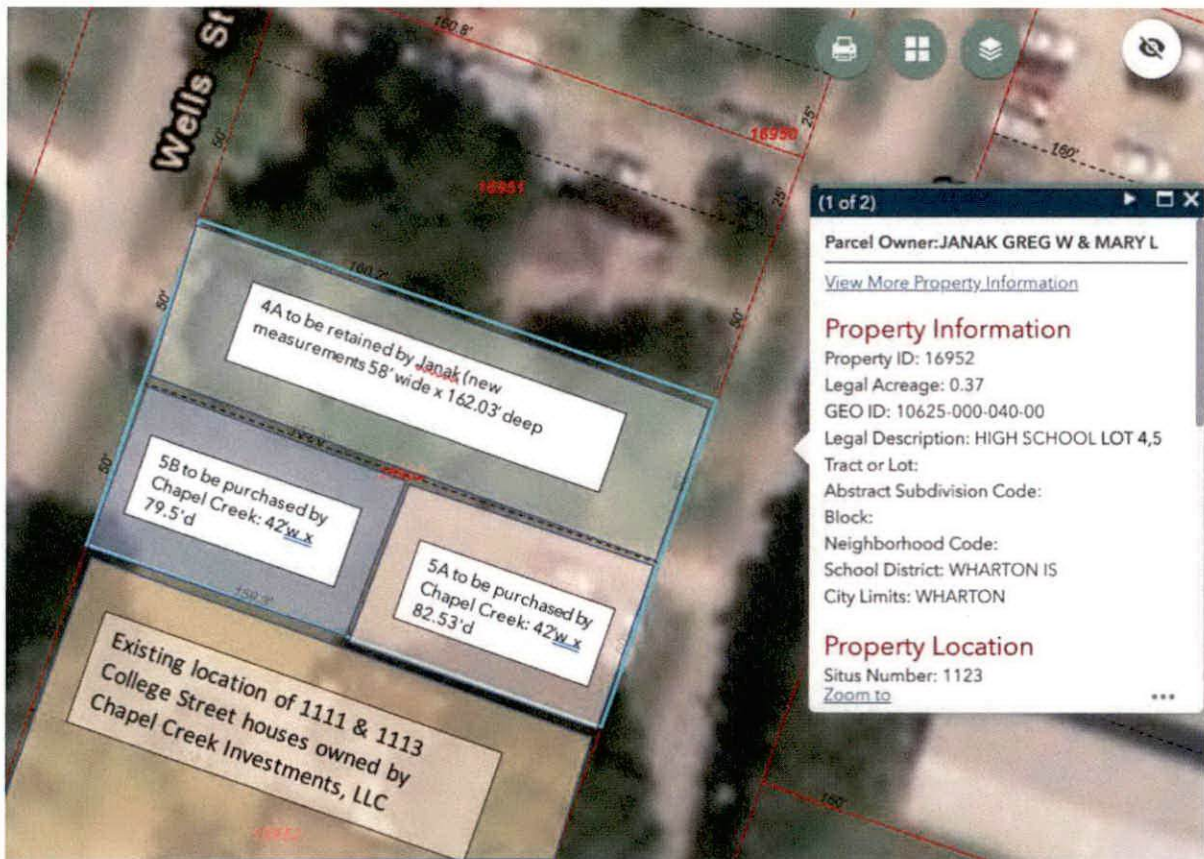 Wells St
160.8'
50'
25'
16950
25'
16951
160'
50'
160.2'
50'
4A to be retained by Janak (new
measurements 58' wide x 162.03' deep
50'
5B to be purchased by
Chapel Creek: 42'w x
79.5'd
5A to be purchased by
Chapel Creek: 42'w x
82.53'd
Existing location of 1111 & 1113
College Street houses owned by
Chapel Creek Investments, LLC
160'
(1 of 2)
Parcel Owner:JANAK GREG W & MARY L
View More Property Information
Property Information
Property ID: 16952
Legal Acreage: 0.37
GEO ID: 10625-000-040-00
Legal Description: HIGH SCHOOL LOT 4,5
Tract or Lot:
Abstract Subdivision Code:
Block:
Neighborhood Code:
School District: WHARTON IS
City Limits: WHARTON
Property Location
Situs Number: 1123
Zoom to